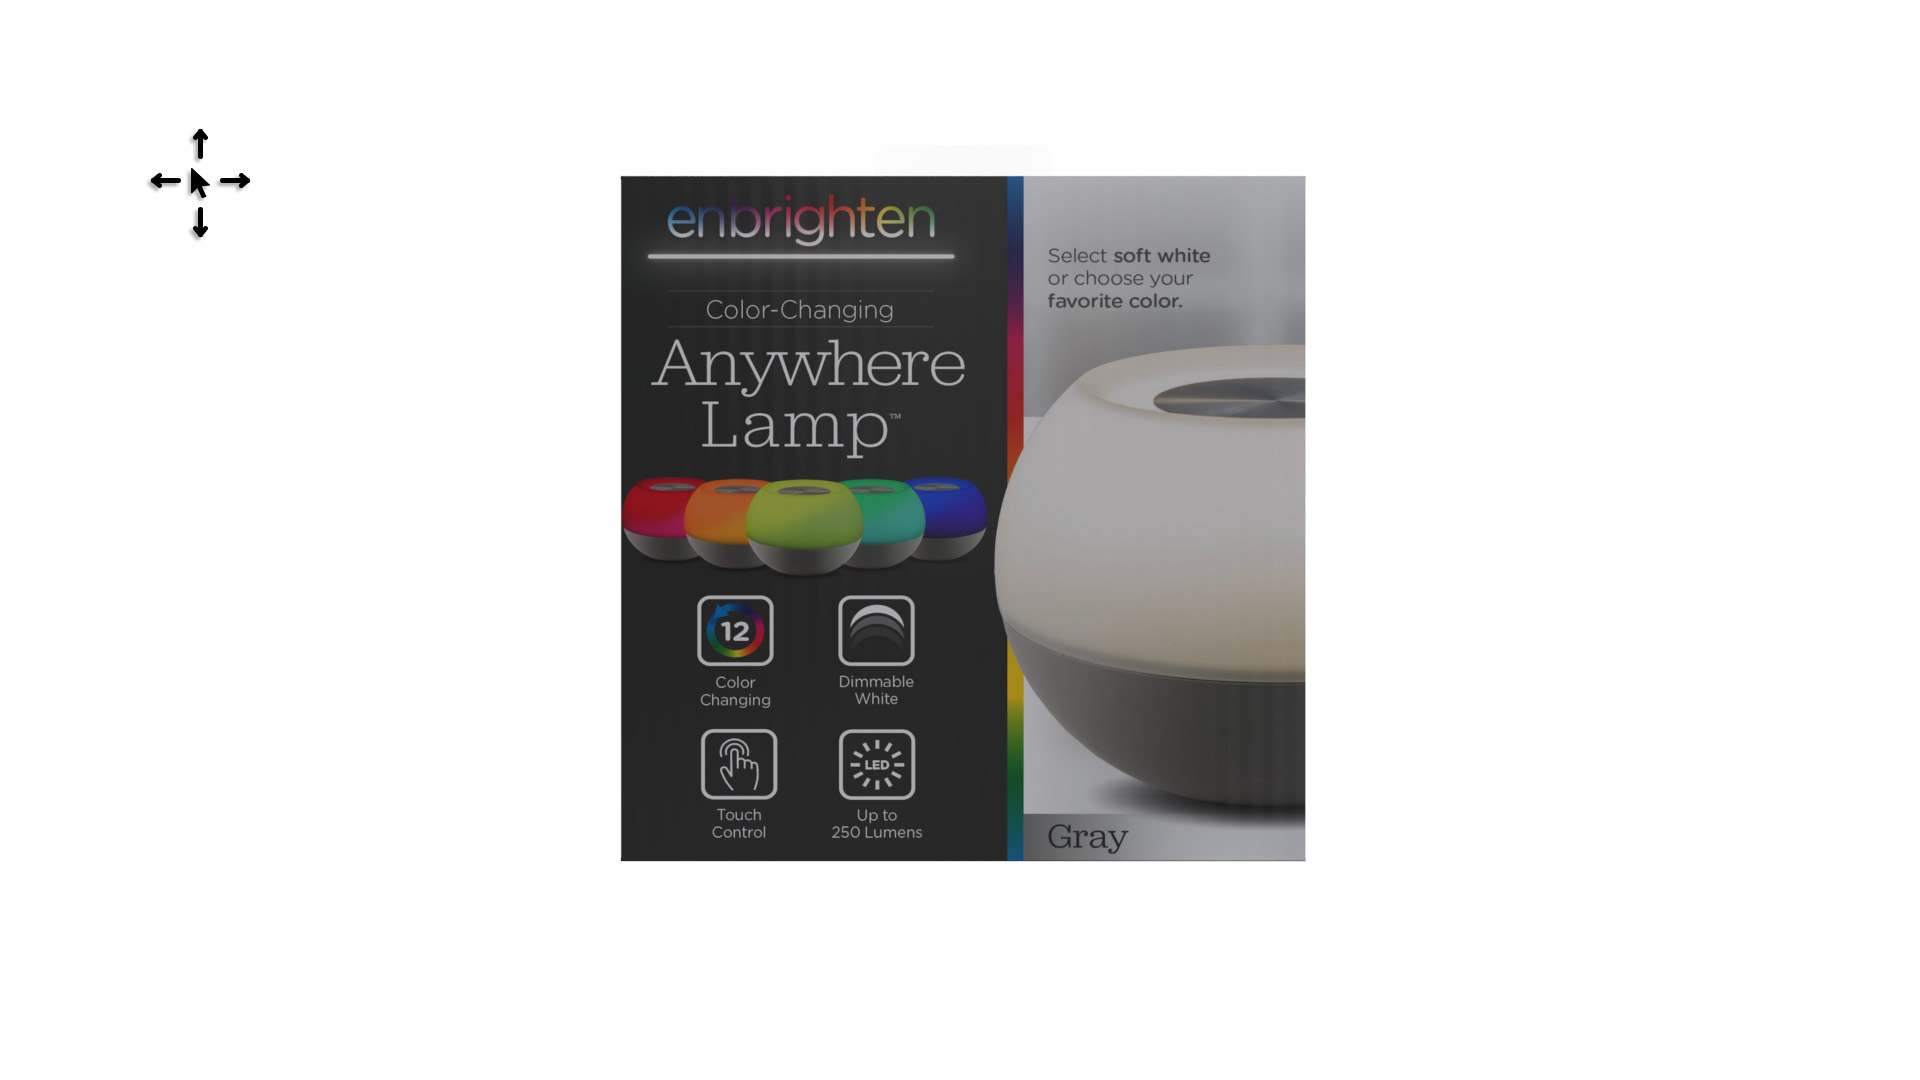 enbrighten
Color-Changing
Anywhere
Lamp™
12
Color
Changing
Dimmable
White
Touch
Control
LED
Up to
250 Lumens
Select soft white
or choose your
favorite color.
Gray